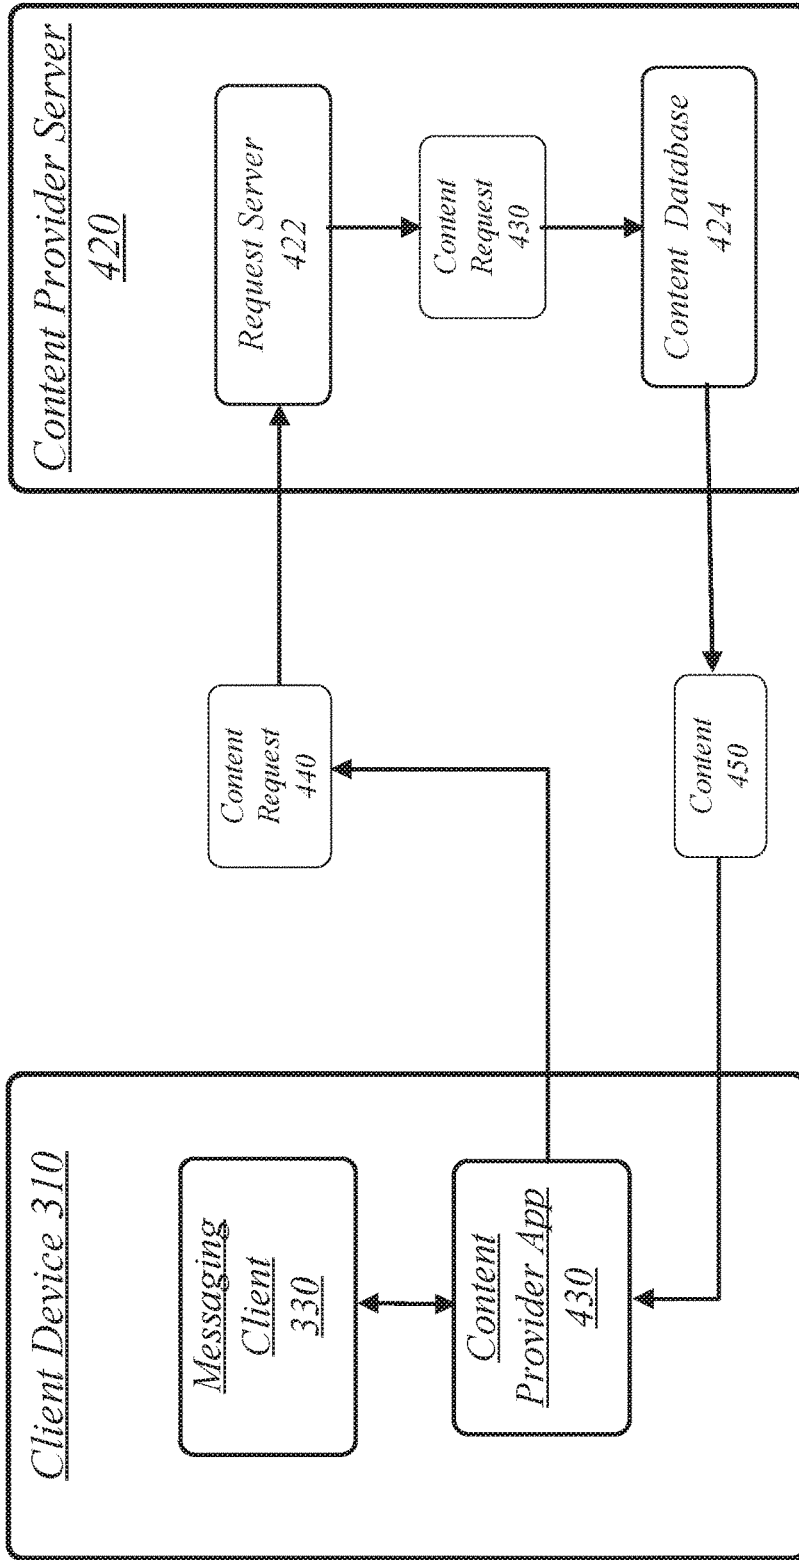 Client Device 310
Messaging
Client
330
Content
Provider App
430
Content
Request
440
Content
450
Content Provider Server
420
Request Server
422
Content
Request
430
Content Database
424